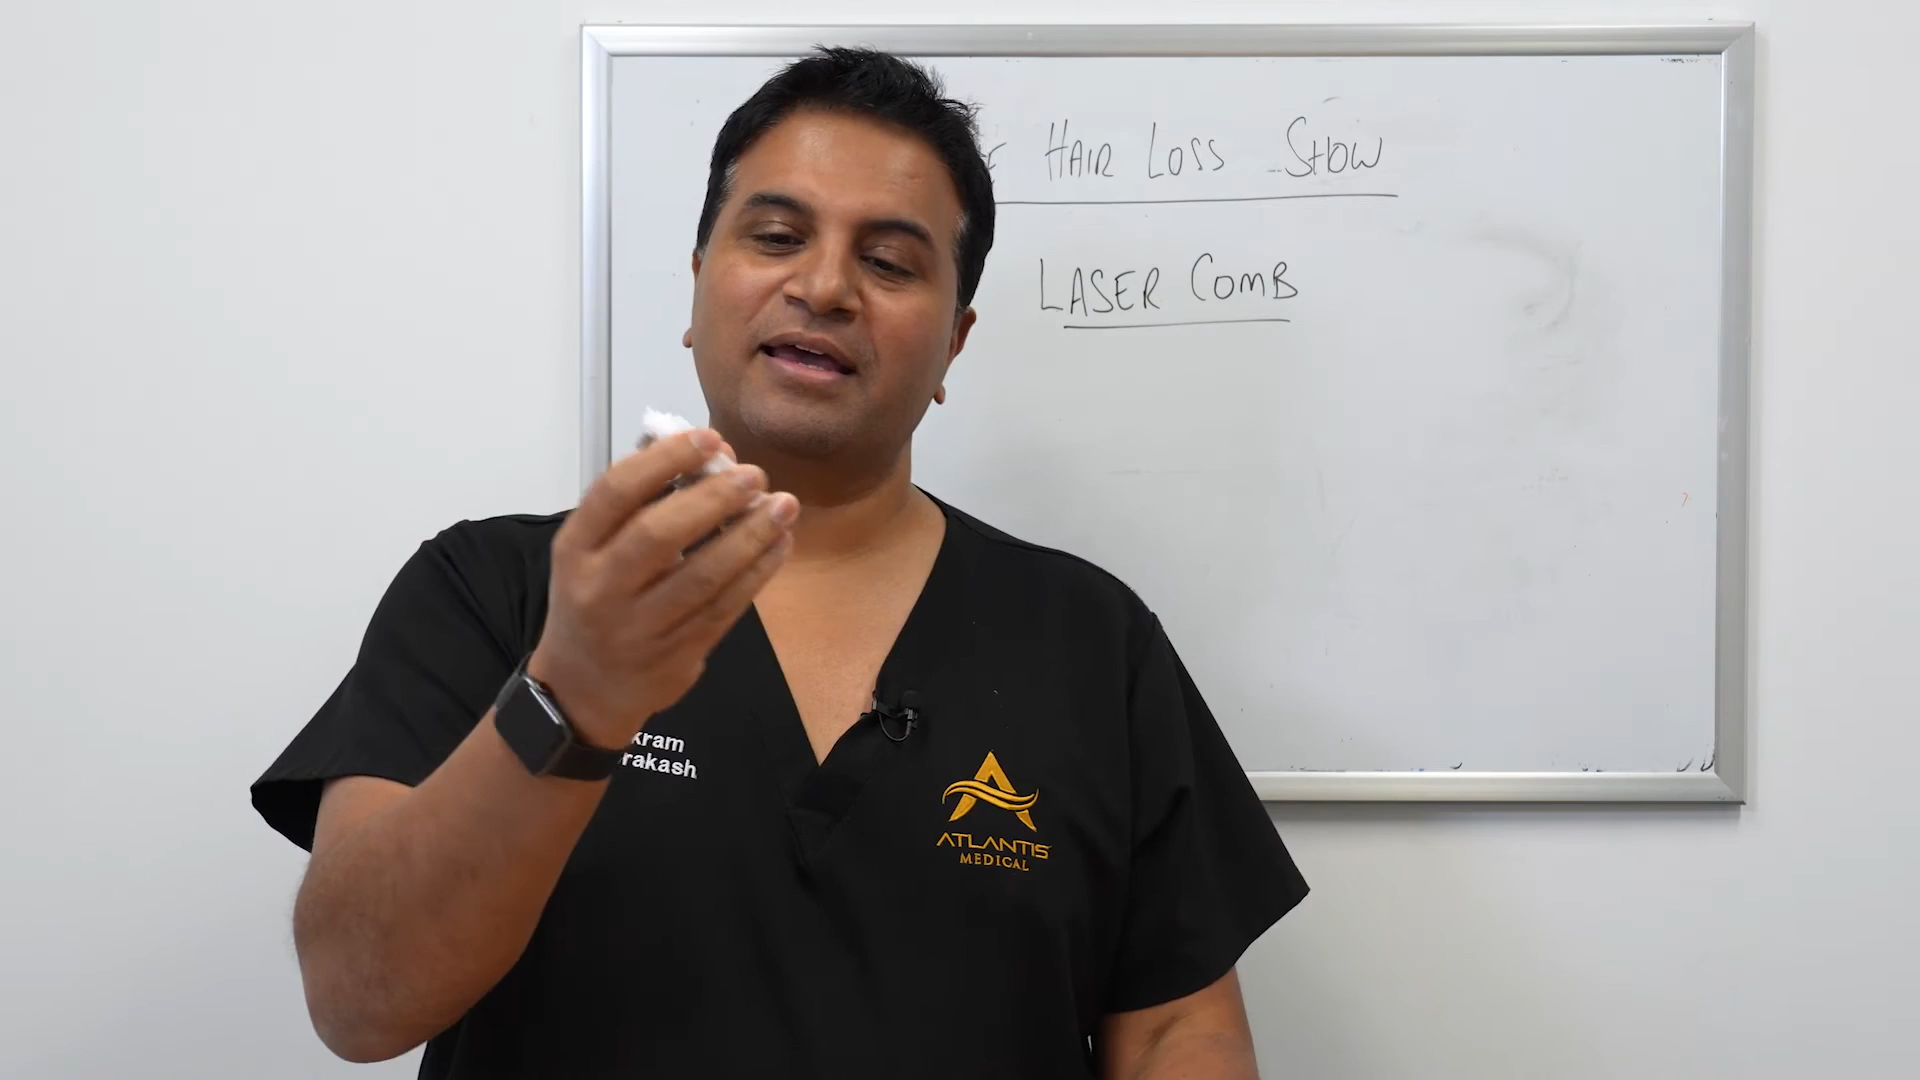 E HAIR LOSS SHOW
LASER COMB
kram
rakash
ATLANTIS
MEDICAL